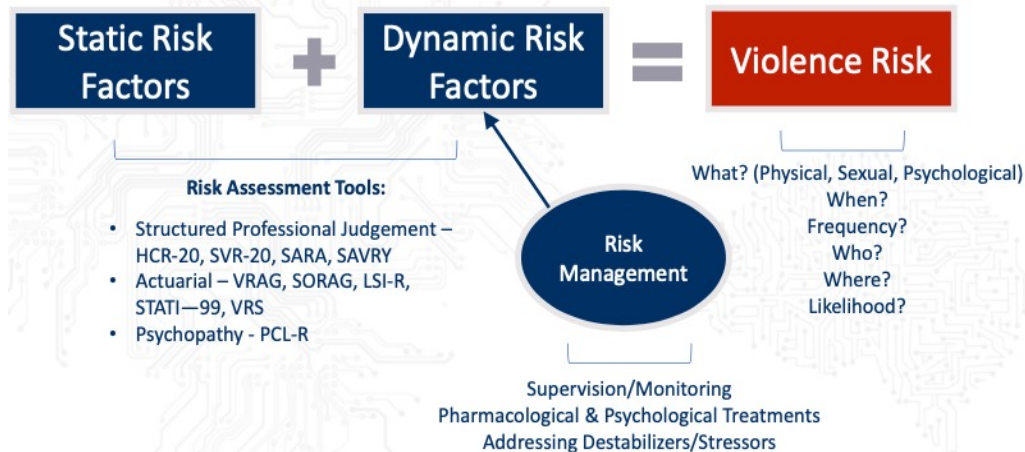 Static Risk
Factors
+
Dynamic Risk
Factors
=
Violence Risk
Risk Assessment Tools:
• Structured Professional Judgement –
HCR-20, SVR-20, SARA, SAVRY
• Actuarial – VRAG, SORAG, LSI-R,
STATI—99, VRS
• Psychopathy - PCL-R
Risk
Management
What? (Physical, Sexual, Psychological)
When?
Frequency?
Who?
Where?
Likelihood?
Supervision/Monitoring
Pharmacological & Psychological Treatments
Addressing Destabilizers/Stressors